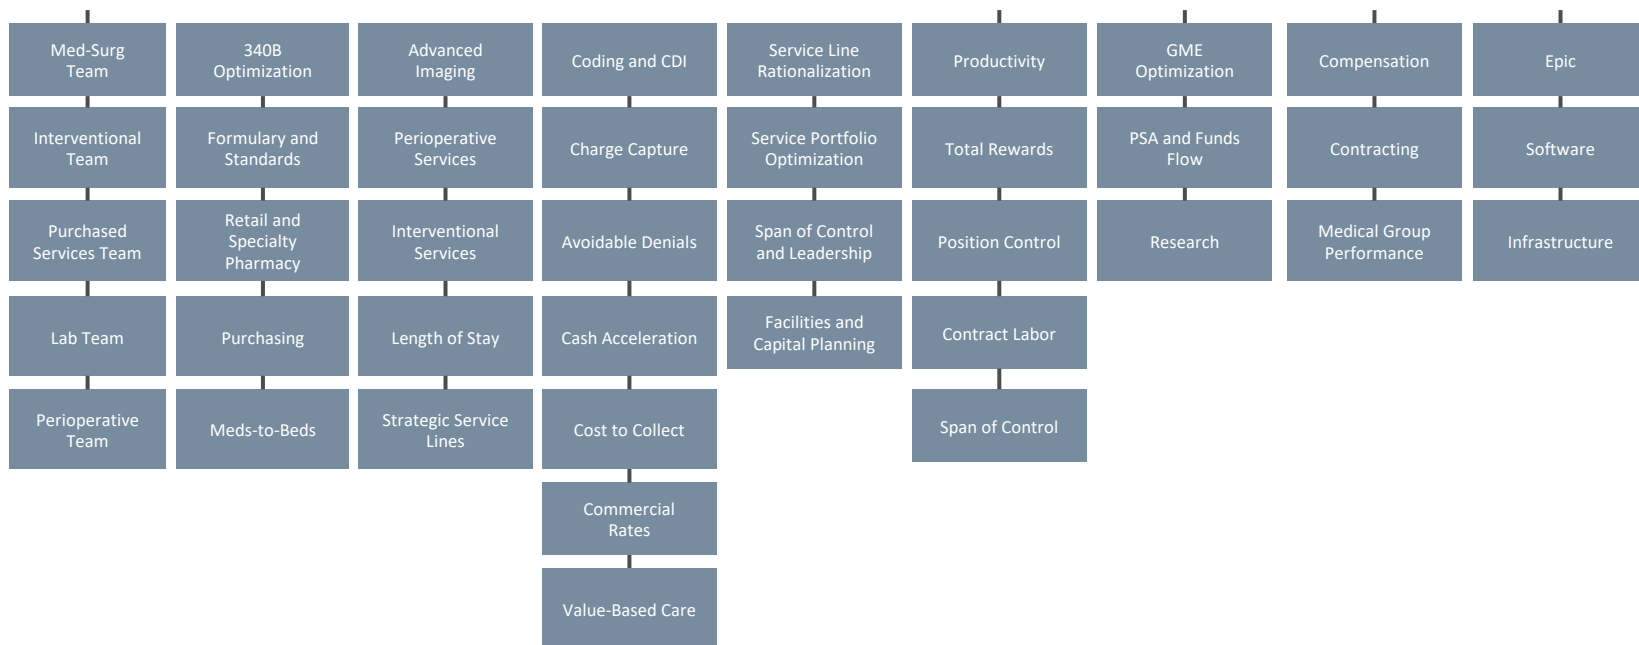 Med-Surg
Team
Interventional
Team
Purchased
Services Team
Lab Team
Perioperative
Team
340B
Optimization
Formulary and
Standards
Retail and
Specialty
Pharmacy
Purchasing
Meds-to-Beds
Advanced
Imaging
Perioperative
Services
Interventional
Services
Length of Stay
Strategic Service
Lines
Coding and CDI
Charge Capture
Avoidable Denials
Cash Acceleration
Cost to Collect
Commercial
Rates
Value-Based Care
Service Line
Rationalization
Service Portfolio
Optimization
Span of Control
and Leadership
Facilities and
Capital Planning
Productivity
Total Rewards
Position Control
Contract Labor
Span of Control
GME
Optimization
PSA and Funds
Flow
Research
Compensation
Contracting
Medical Group
Performance
Epic
Software
Infrastructure